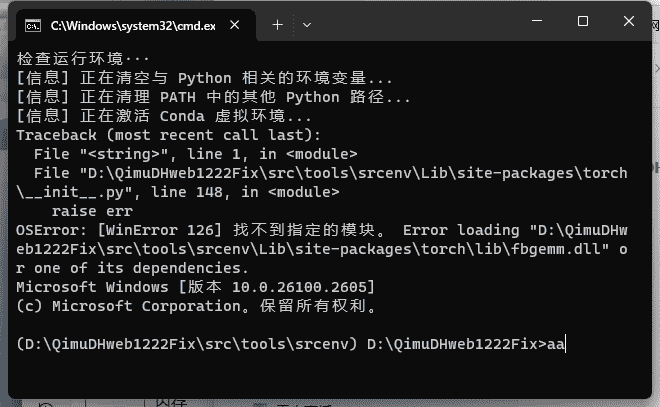 C:\Windows\system32\cmd.ex
检查运行环境...
[信息] 正在清空与 Python 相关的环境变量...
[信息] 正在清理 PATH 中的其他 Python 路径...
[信息] 正在激活 Conda 虚拟环境...
Traceback (most recent call last):
  File "<string>", line 1, in <module>
  File "D:\QimuDHweb1222Fix\src\tools\srcenv\Lib\site-packages\torch
\__init__.py", line 148, in <module>
    raise err
OSError: [WinError 126] 找不到指定的模块。 Error loading "D:\QimuDHw
eb1222Fix\src\tools\srcenv\Lib\site-packages\torch\lib\fbgemm.dll" o
r one of its dependencies.
Microsoft Windows [版本 10.0.26100.2605]
(c) Microsoft Corporation。保留所有权利。
(D:\QimuDHweb1222Fix\src\tools\srcenv) D:\QimuDHweb1222Fix>aa